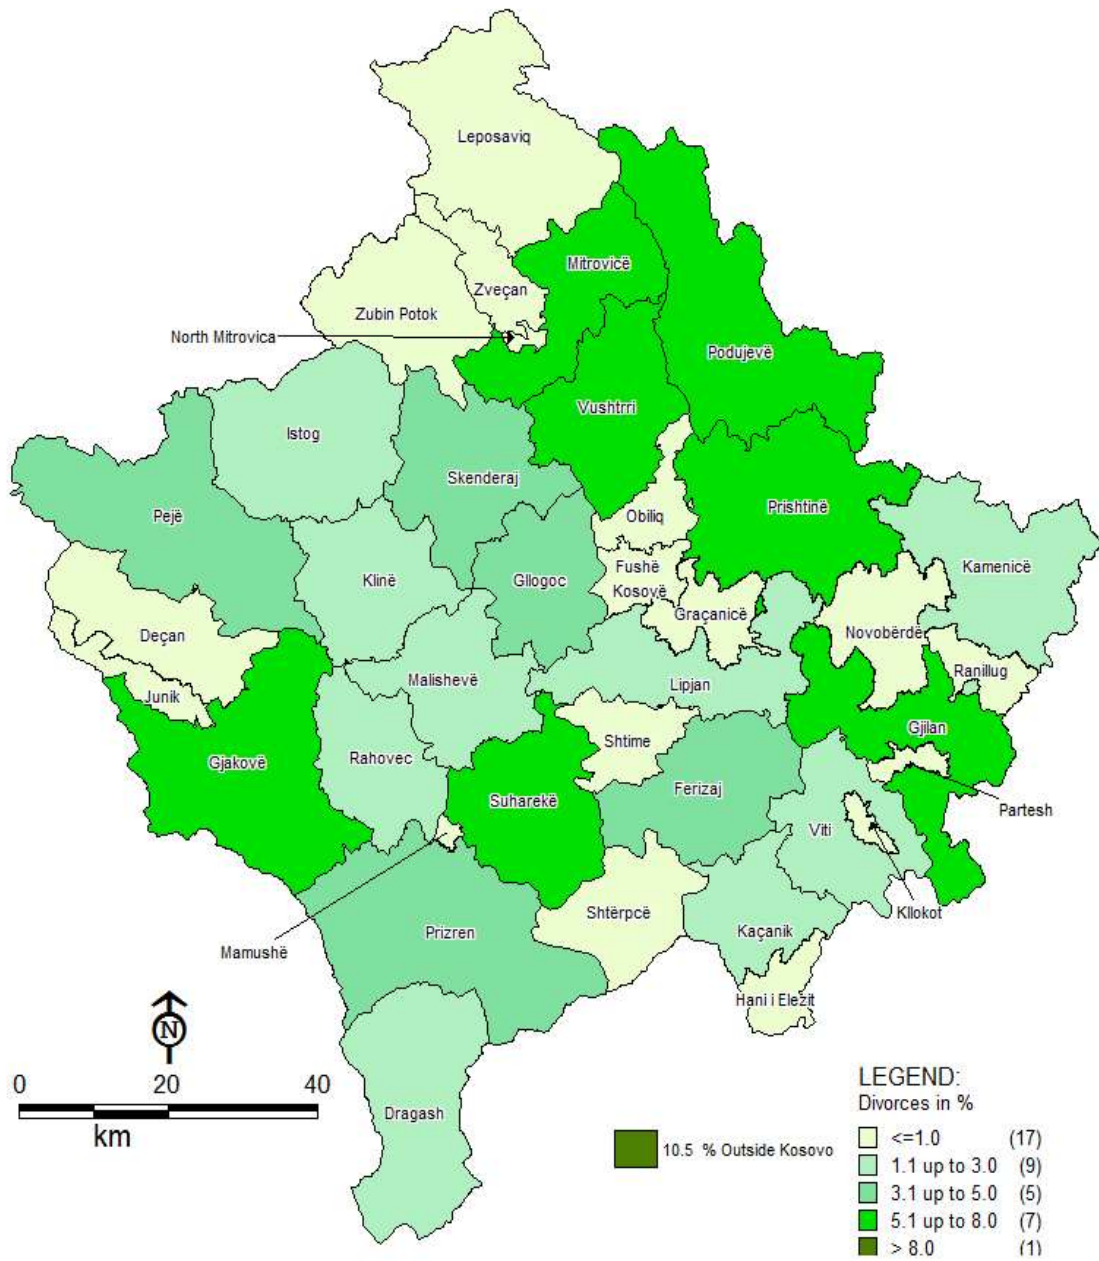 Leposaviq
Mitrovicë
Zveçan
Zubin Potok
North Mitrovica
Podujevë
Vushtrri
Istog
Skenderaj
Prishtinë
Pejë
Obiliq
Kamenicë
Klinë
Gllogoc
Fushë
Kosovë
Graçanicë
Deçan
Novobërdë
Ranillug
Malishevë
Lipjan
Junik
Gjilan
Shtime
Gjakovë
Rahovec
Ferizaj
Suharekë
Partesh
Viti
Kllokot
Shtërpcë
Kaçanik
Prizren
Mamushë
Hani i Elezit
N
0 20 40
km
Dragash
10.5 % Outside Kosovo
LEGEND:
Divorces in %
<=1.0 (17)
1.1 up to 3.0 (9)
3.1 up to 5.0 (5)
5.1 up to 8.0 (7)
> 8.0 (1)